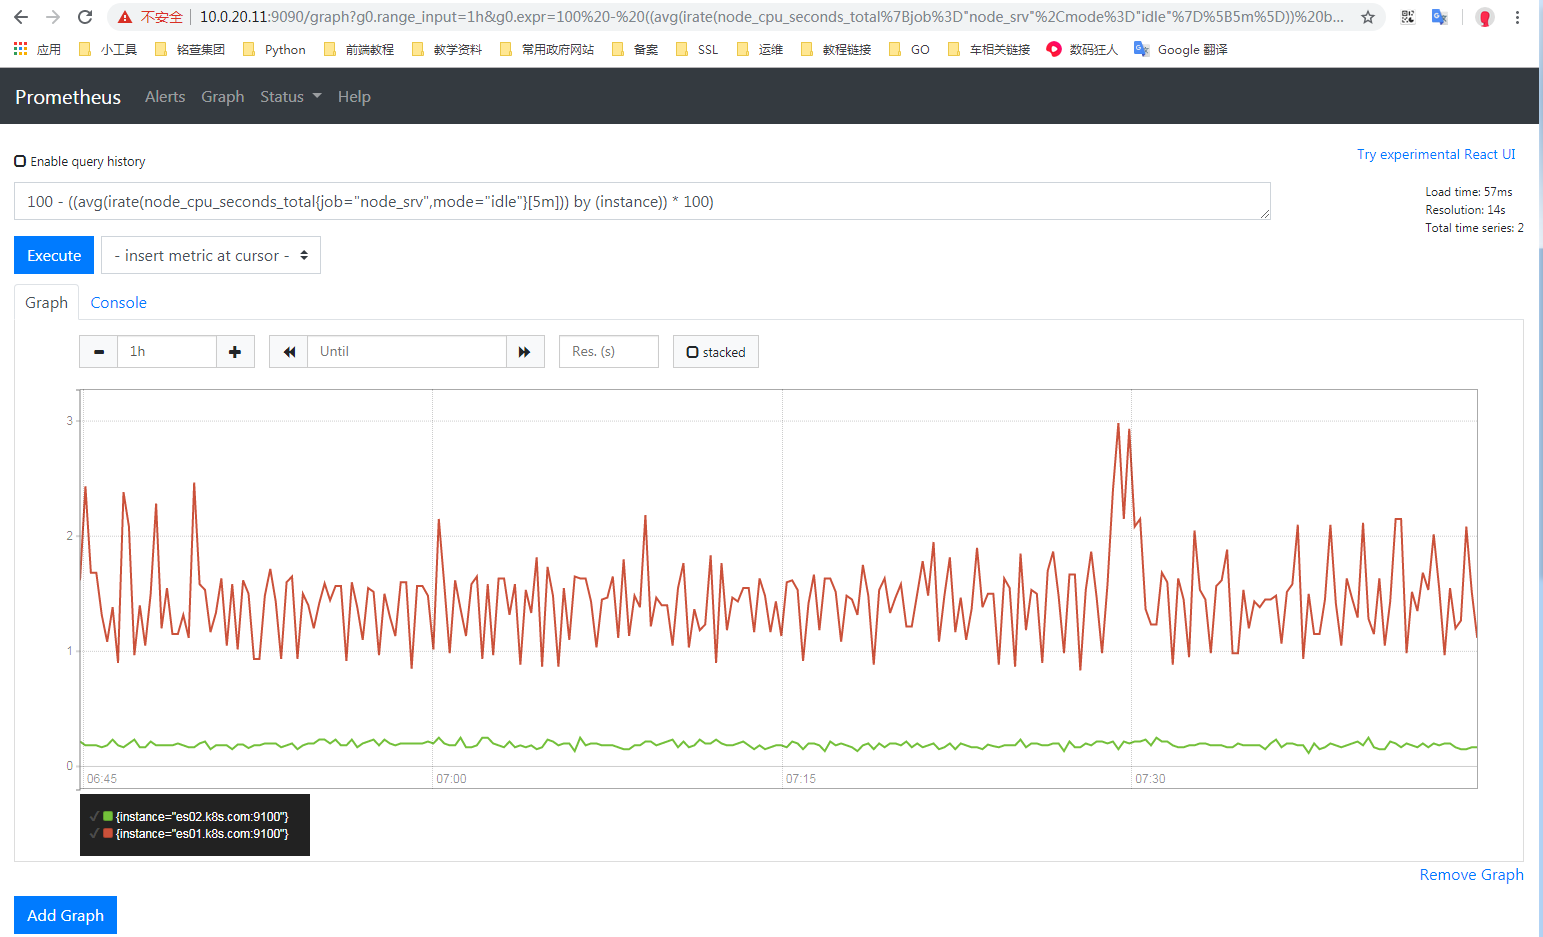 不安全 10.0.20.11:9090/graph?g0.range_input=1h&g0.expr=100%20-%20((avg(irate(node_cpu_seconds_total%7Bjob%3D"node_srv"%2Cmode%3D"idle"%7D%5B5m%5D))%20b...
应用 小工具 铭萱集团 Python 前端教程 教学资料 常用政府网站 备案 SSL 运维 教程链接 GO 车相关链接 数码狂人 Google 翻译
Prometheus Alerts Graph Status Help
Enable query history
Try experimental React UI
100 - ((avg(irate(node_cpu_seconds_total{job="node_srv",mode="idle"}[5m])) by (instance)) * 100)
Load time: 57ms
Resolution: 14s
Total time series: 2
Execute - insert metric at cursor -
Graph Console
1h Until Res. (s) stacked
3
2
1
0
06:45 07:00 07:15 07:30
{instance="es02.k8s.com:9100"}
{instance="es01.k8s.com:9100"}
Remove Graph
Add Graph